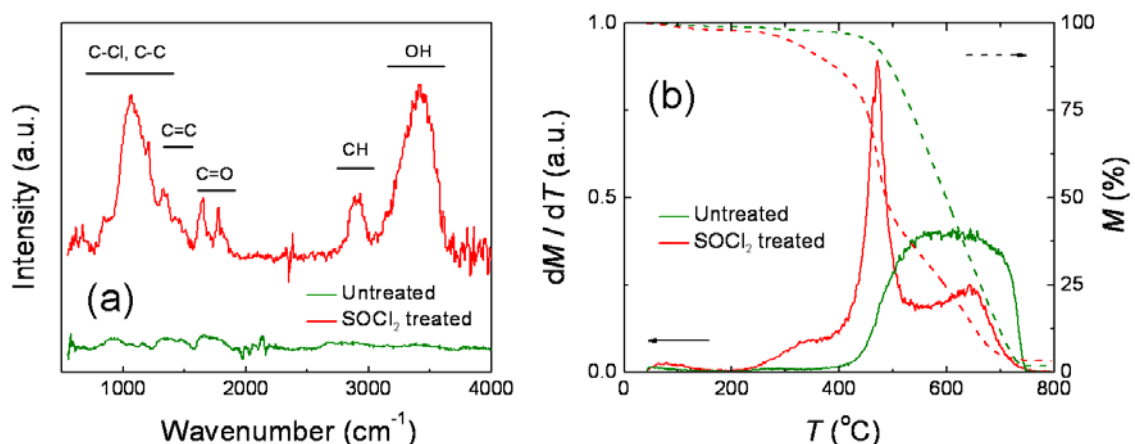 Intensity (a.u.)
C-Cl, C-C
C=C
C=O
CH
OH
(a)
Untreated
SOCl₂ treated
1000 2000 3000 4000
Wavenumber (cm⁻¹)
dM / dT (a.u.)
1.0
0.5
0.0
(b)
Untreated
SOCl₂ treated
100
75
50
25
0
M (%)
0 200 400 600 800
T (°C)